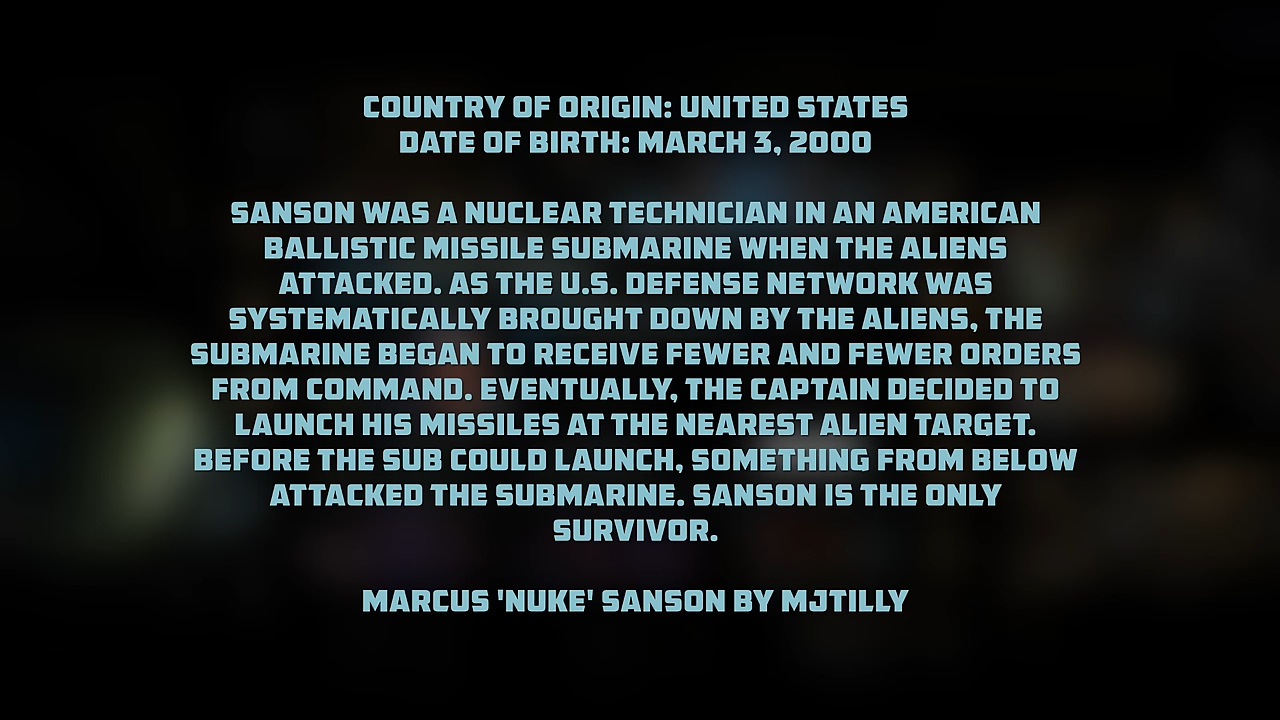 COUNTRY OF ORIGIN: UNITED STATES
DATE OF BIRTH: MARCH 3, 2000
SANSON WAS A NUCLEAR TECHNICIAN IN AN AMERICAN
BALLISTIC MISSILE SUBMARINE WHEN THE ALIENS
ATTACKED. AS THE U.S. DEFENSE NETWORK WAS
SYSTEMATICALLY BROUGHT DOWN BY THE ALIENS, THE
SUBMARINE BEGAN TO RECEIVE FEWER AND FEWER ORDERS
FROM COMMAND. EVENTUALLY, THE CAPTAIN DECIDED TO
LAUNCH HIS MISSILES AT THE NEAREST ALIEN TARGET.
BEFORE THE SUB COULD LAUNCH, SOMETHING FROM BELOW
ATTACKED THE SUBMARINE. SANSON IS THE ONLY
SURVIVOR.
MARCUS 'NUKE' SANSON BY MJTILLY